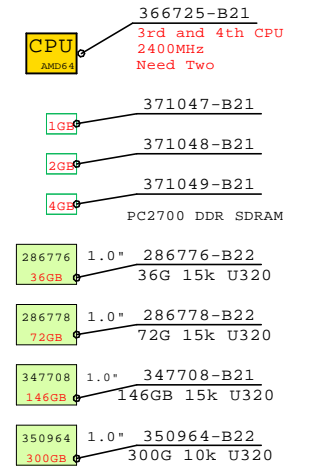 366725-B21
3rd and 4th CPU
CPU
2400MHz
AMD64
Need Two
371047-B21
1GB
371048-B21
2GB
371049-B21
4GB
PC2700 DDR SDRAM
286776 1.0" 286776-B22
36GB 36G 15k U320
286778 1.0" 286778-B22
72GB 72G 15k U320
347708 1.0" 347708-B21
146GB 146GB 15k U320
350964 1.0" 350964-B22
300GB 300G 10k U320